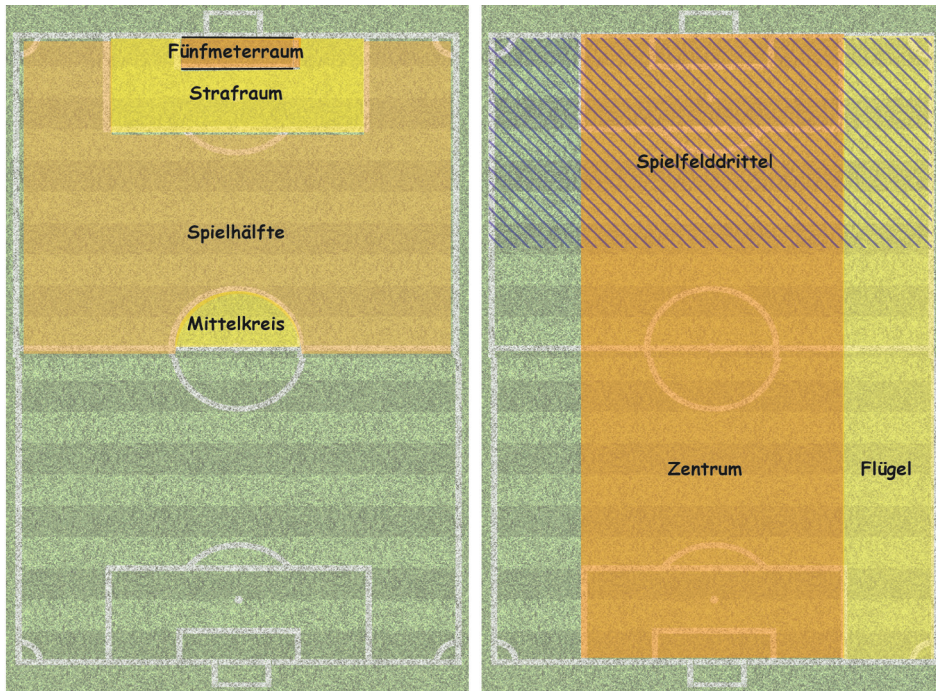 Fünfmeterraum
Strafraum
Spielhälfte
Mittelkreis
Spielfelddrittel
Zentrum
Flügel